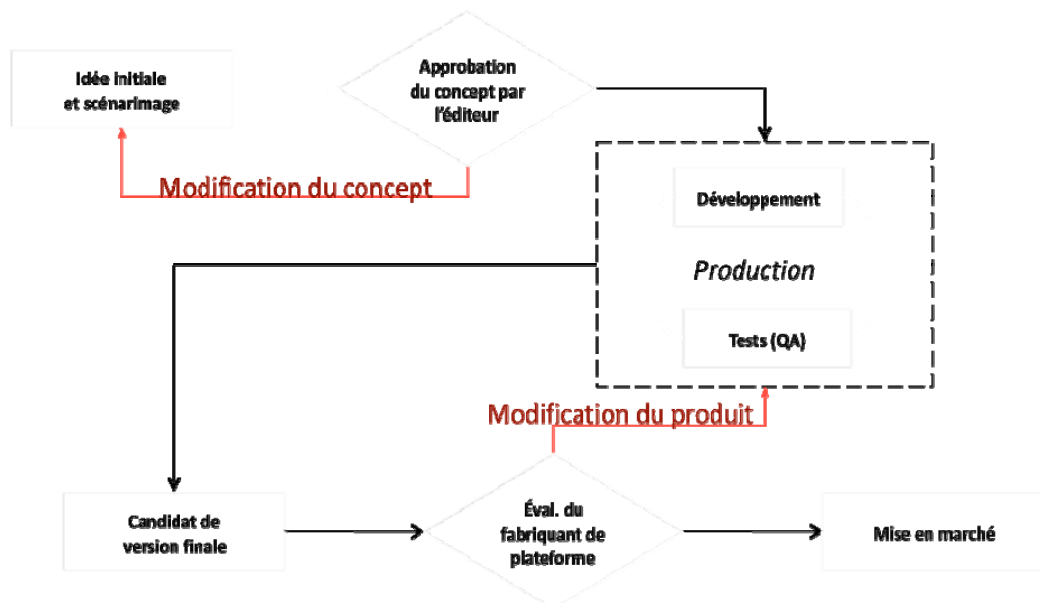 Idée initiale
et scénarimage
Approbation
du concept par
l'éditeur
Modification du concept
Développement
Production
Tests (QA)
Modification du produit
Candidat de
version finale
Éval. du
fabriquant de
plateforme
Mise en marché